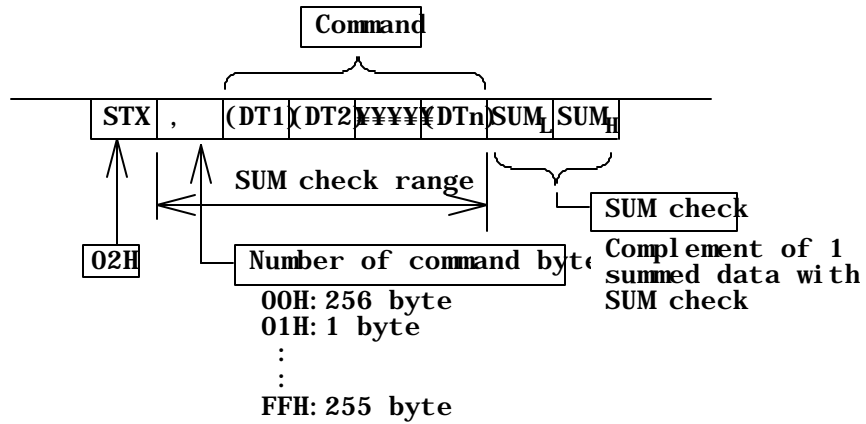 Command
STX , (DT1) (DT2) ¥¥¥¥¥ (DTn) SUML SUMH
SUM check range
SUM check
02H
Number of command byte
Complement of 1
summed data with
SUM check
00H: 256 byte
01H: 1 byte
:
:
FFH: 255 byte